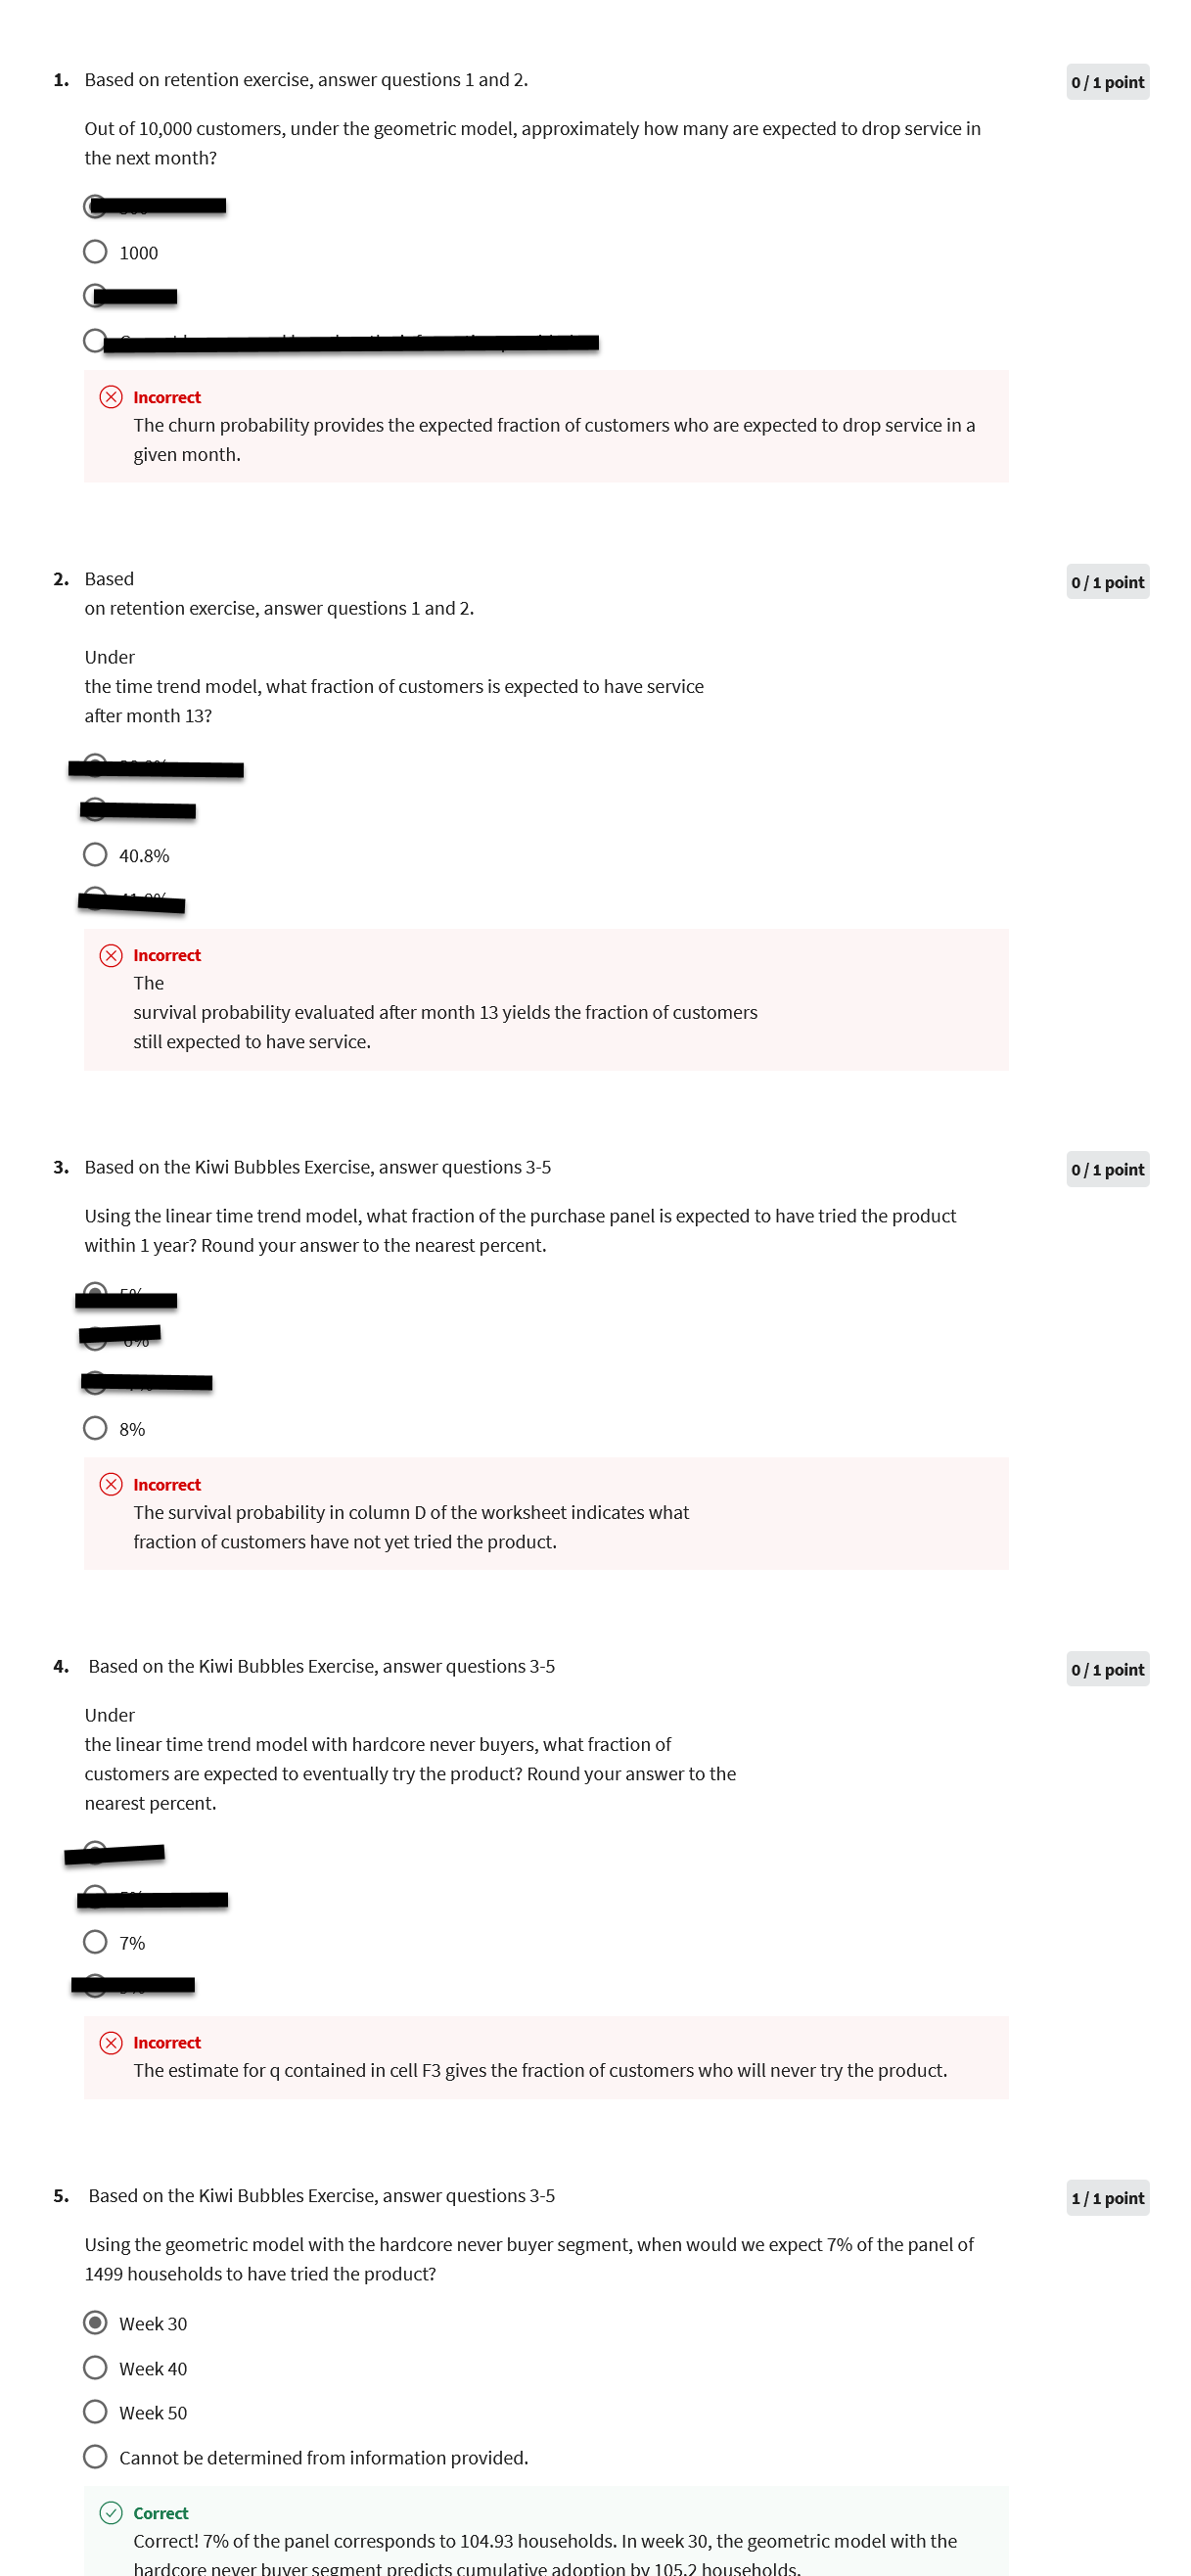 1. Based on retention exercise, answer questions 1 and 2.
0 / 1 point
Out of 10,000 customers, under the geometric model, approximately how many are expected to drop service in
the next month?
1000
Incorrect
The churn probability provides the expected fraction of customers who are expected to drop service in a
given month.
2. Based
0 / 1 point
on retention exercise, answer questions 1 and 2.
Under
the time trend model, what fraction of customers is expected to have service
after month 13?
40.8%
Incorrect
The
survival probability evaluated after month 13 yields the fraction of customers
still expected to have service.
3. Based on the Kiwi Bubbles Exercise, answer questions 3-5
0 / 1 point
Using the linear time trend model, what fraction of the purchase panel is expected to have tried the product
within 1 year? Round your answer to the nearest percent.
8%
Incorrect
The survival probability in column D of the worksheet indicates what
fraction of customers have not yet tried the product.
4. Based on the Kiwi Bubbles Exercise, answer questions 3-5
0 / 1 point
Under
the linear time trend model with hardcore never buyers, what fraction of
customers are expected to eventually try the product? Round your answer to the
nearest percent.
7%
Incorrect
The estimate for q contained in cell F3 gives the fraction of customers who will never try the product.
5. Based on the Kiwi Bubbles Exercise, answer questions 3-5
1 / 1 point
Using the geometric model with the hardcore never buyer segment, when would we expect 7% of the panel of
1499 households to have tried the product?
Week 30
Week 40
Week 50
Cannot be determined from information provided.
Correct
Correct! 7% of the panel corresponds to 104.93 households. In week 30, the geometric model with the
hardcore never buyer segment predicts cumulative adoption by 105.2 households.